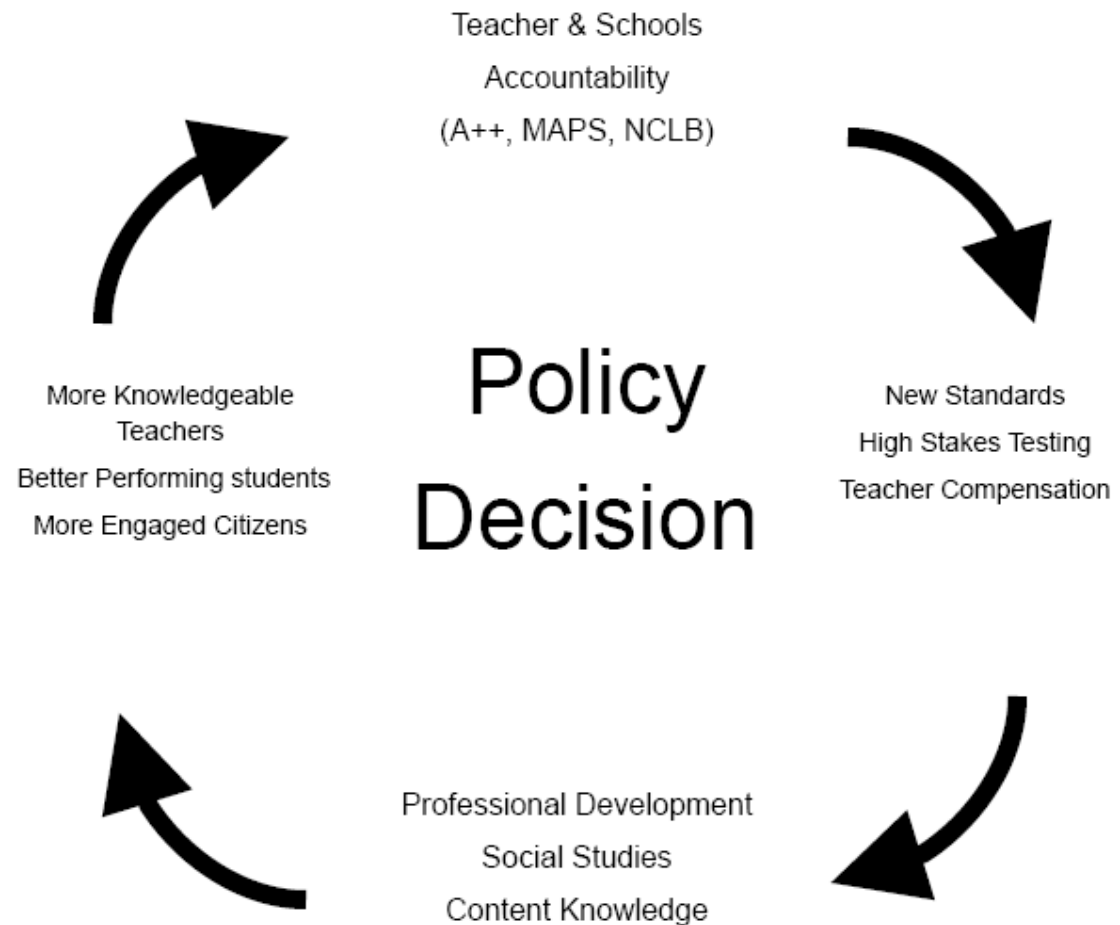 Teacher & Schools
Accountability
(A++, MAPS, NCLB)
New Standards
High Stakes Testing
Teacher Compensation
Professional Development
Social Studies
Content Knowledge
More Knowledgeable
Teachers
Better Performing students
More Engaged Citizens
Policy
Decision